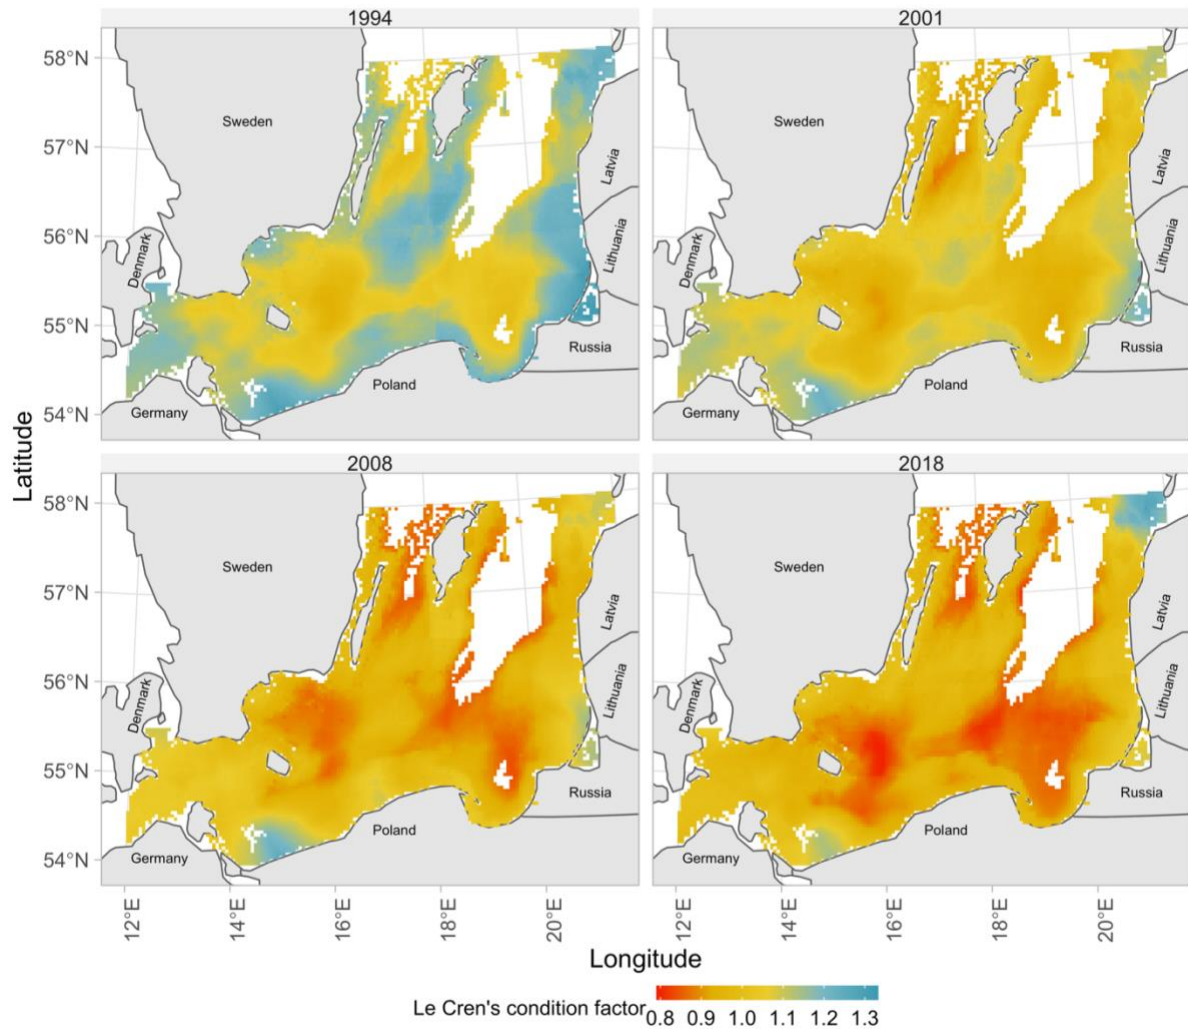 1994
2001
58°N
57°N
56°N
55°N
54°N
Sweden
Denmark
Latvia
Lithuania
Russia
Poland
Germany
Sweden
Denmark
Latvia
Lithuania
Russia
Poland
Germany
Latitude
2008
2018
58°N
57°N
56°N
55°N
54°N
Sweden
Denmark
Latvia
Lithuania
Russia
Poland
Germany
Sweden
Denmark
Latvia
Lithuania
Russia
Poland
Germany
12°E 14°E 16°E 18°E 20°E
12°E 14°E 16°E 18°E 20°E
Longitude
Le Cren's condition factor
0.8 0.9 1.0 1.2 1.3